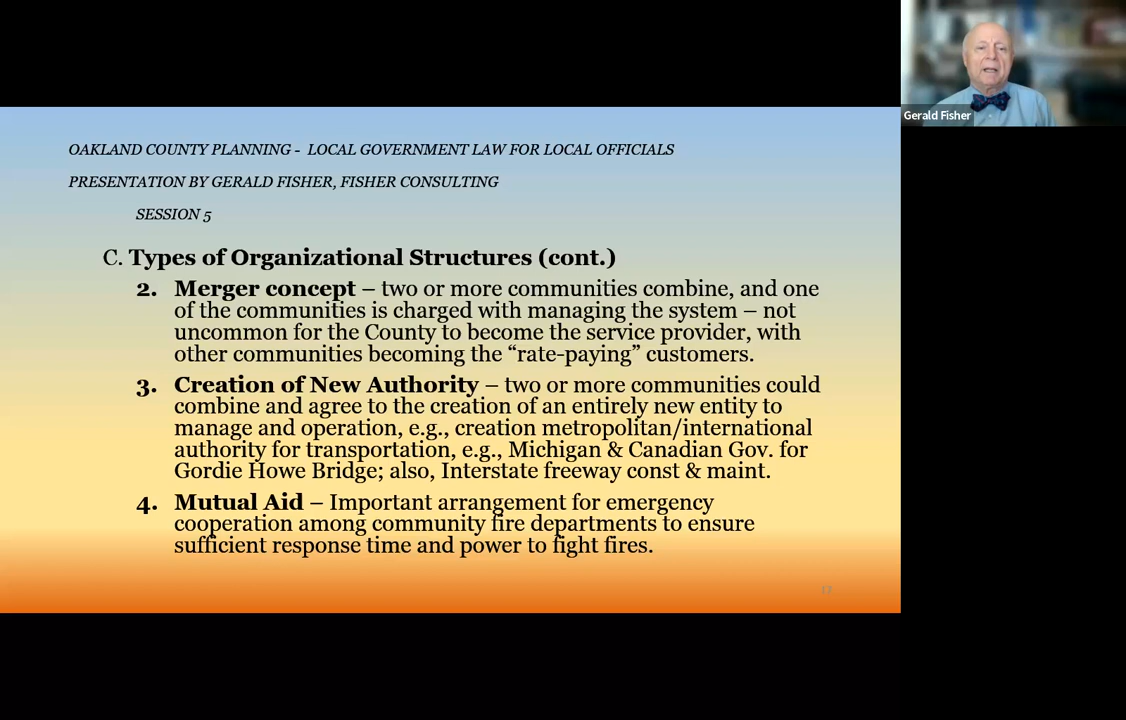 Gerald Fisher
OAKLAND COUNTY PLANNING - LOCAL GOVERNMENT LAW FOR LOCAL OFFICIALS
PRESENTATION BY GERALD FISHER, FISHER CONSULTING
SESSION 5
C. Types of Organizational Structures (cont.)
2. Merger concept – two or more communities combine, and one
of the communities is charged with managing the system – not
uncommon for the County to become the service provider, with
other communities becoming the “rate-paying” customers.
3. Creation of New Authority – two or more communities could
combine and agree to the creation of an entirely new entity to
manage and operation, e.g., creation metropolitan/international
authority for transportation, e.g., Michigan & Canadian Gov. for
Gordie Howe Bridge; also, Interstate freeway const & maint.
4. Mutual Aid – Important arrangement for emergency
cooperation among community fire departments to ensure
sufficient response time and power to fight fires.